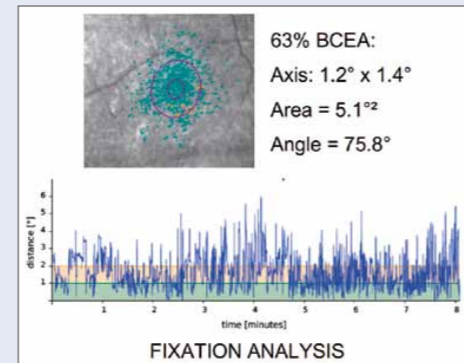 63% BCEA:
Axis: 1.2° x 1.4°
Area = 5.1°²
Angle = 75.8°
6
5
4
3
2
1
distance [°]
1 2 3 4 5 6 7 8
time [minutes]
FIXATION ANALYSIS